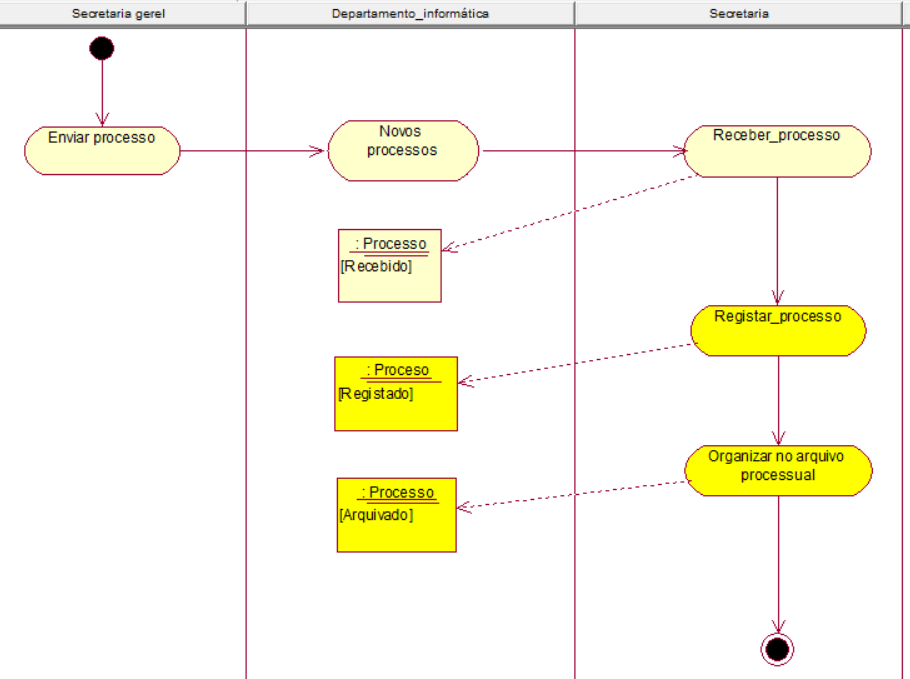 Secretaria gerel
Departamento_informática
Secretaria
Enviar processo
Novos
processos
Receber_processo
: Processo
[Recebido]
Registar_processo
: Proceso
[Registado]
Organizar no arquivo
processual
: Processo
[Arquivado]